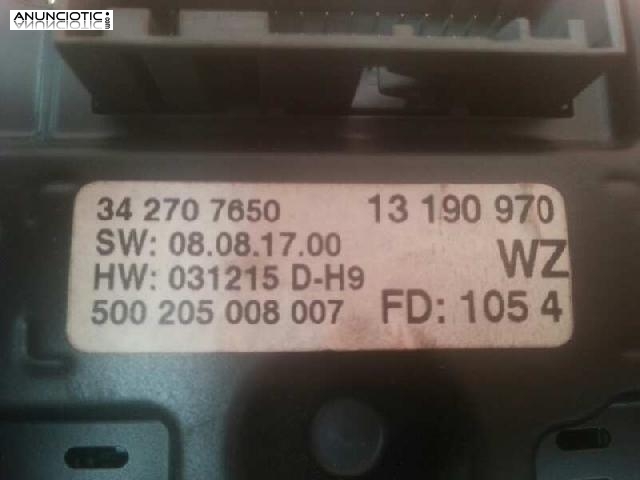 ANUNCIOTIC.es
34 270 7650 13 190 970
SW: 08.08.17.00 WZ
HW: 031215 D-H9
500 205 008 007 FD: 105 4